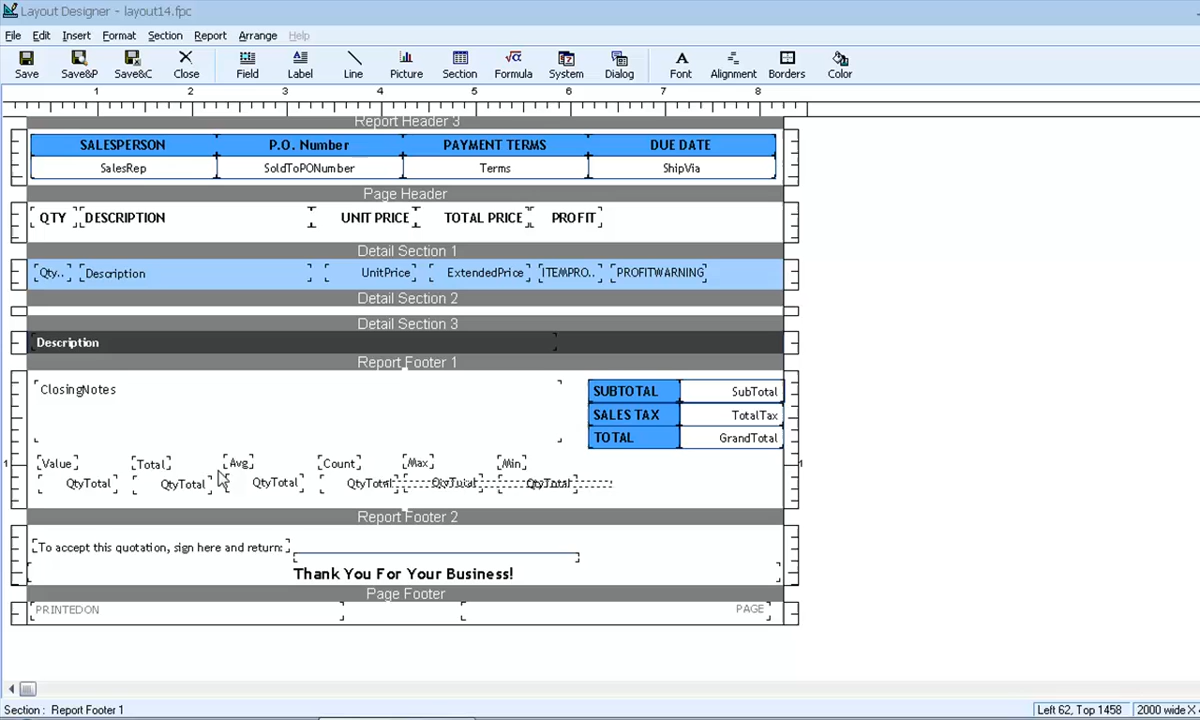 Layout Designer - layout14.fpc
File Edit Insert Format Section Report Arrange Help
Save Save&P Save&C Close Field Label Line Picture Section Formula System Dialog Font Alignment Borders Color
1 2 3 4 5 6 7 8
Report Header 3
SALESPERSON P.O. Number PAYMENT TERMS DUE DATE
SalesRep SoldToPONumber Terms ShipVia
Page Header
QTY DESCRIPTION UNIT PRICE TOTAL PRICE PROFIT
Detail Section 1
Qty.. Description UnitPrice ExtendedPrice ITEMPRO.. PROFITWARNING
Detail Section 2
Detail Section 3
Description
Report Footer 1
ClosingNotes SUBTOTAL SubTotal
SALES TAX TotalTax
TOTAL GrandTotal
1 Value Total Avg Count Max Min 1
QtyTotal QtyTotal QtyTotal QtyTotal QtyTotal QtyTotal
Report Footer 2
To accept this quotation, sign here and return:
Thank You For Your Business!
Page Footer
PRINTEDON PAGE
Section : Report Footer 1 Left 62, Top 1458 2000 wide X